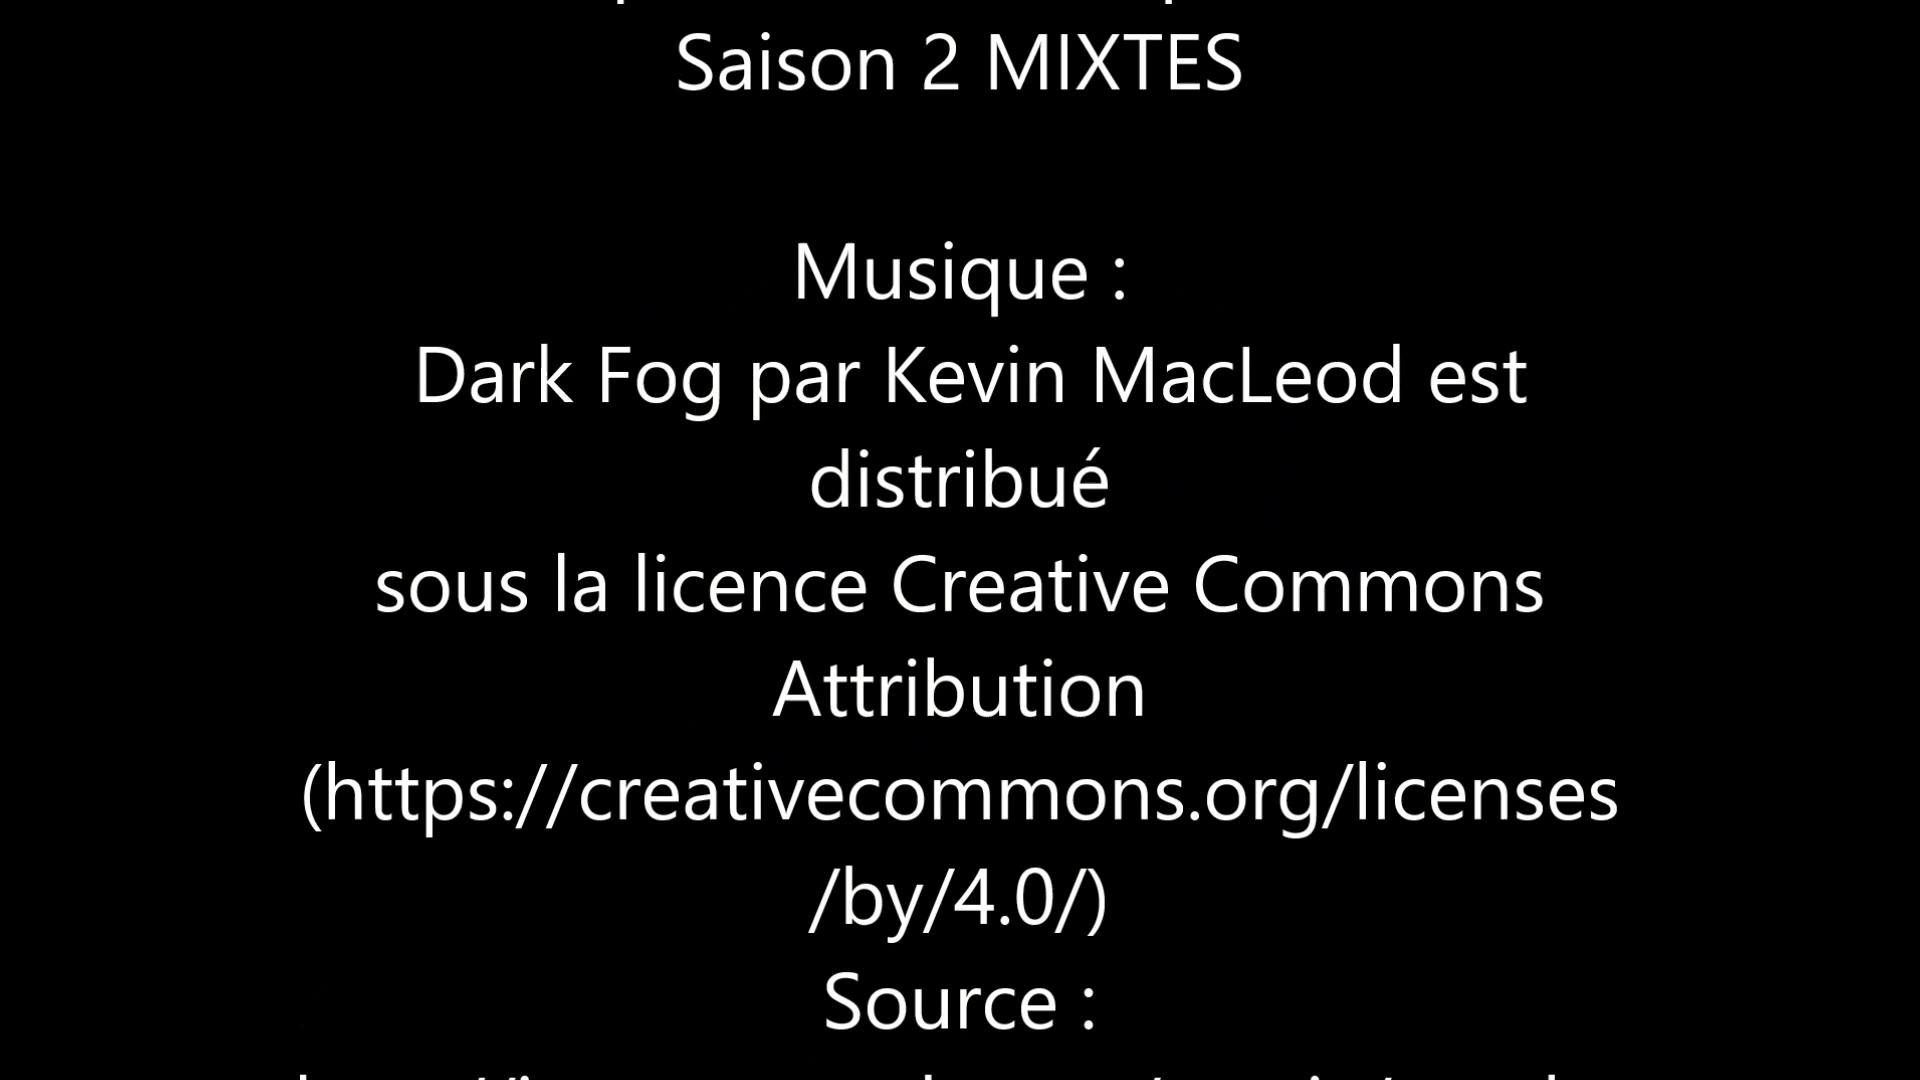 Saison 2 MIXTES
Musique :
Dark Fog par Kevin MacLeod est
distribué
sous la licence Creative Commons
Attribution
(https://creativecommons.org/licenses
/by/4.0/)
Source :